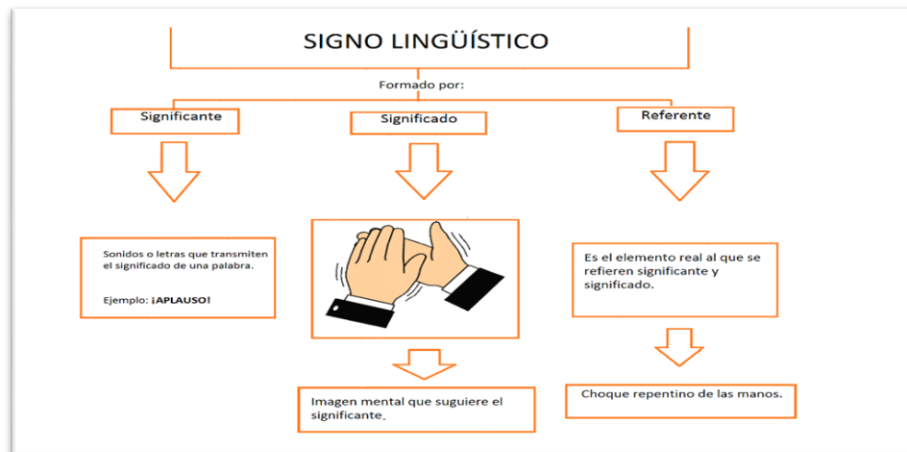 SIGNO LINGÜÍSTICO
Formado por:
Significante
Significado
Referente
Sonidos o letras que transmiten
el significado de una palabra.
Ejemplo: ¡APLAUSO!
Es el elemento real al que se
refieren significante y
significado.
Imagen mental que suguiere el
significante.
Choque repentino de las manos.